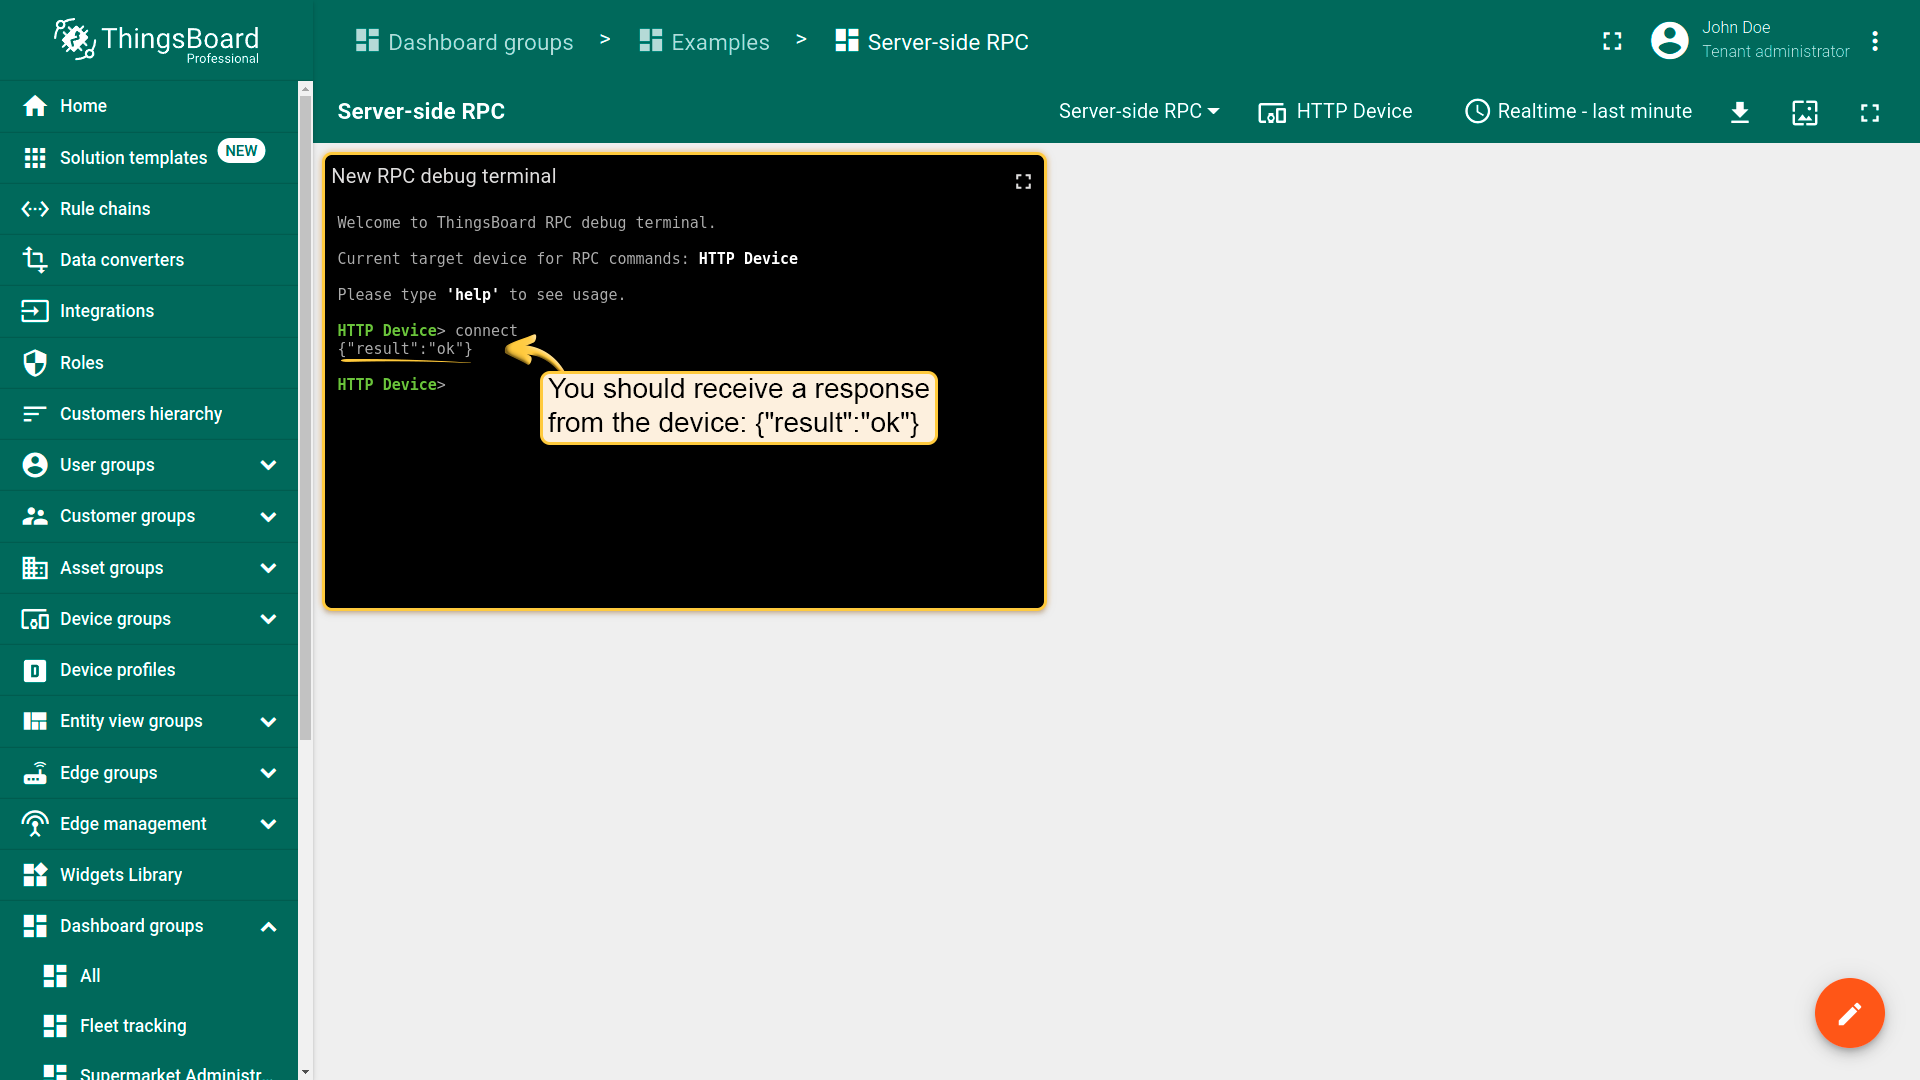 ThingsBoard
Professional
Dashboard groups > Examples > Server-side RPC
John Doe
Tenant administrator
Server-side RPC
Server-side RPC
HTTP Device
Realtime - last minute
Home
Solution templates NEW
Rule chains
Data converters
Integrations
Roles
Customers hierarchy
User groups
Customer groups
Asset groups
Device groups
Device profiles
Entity view groups
Edge groups
Edge management
Widgets Library
Dashboard groups
All
Fleet tracking
Supermarket Administr...
New RPC debug terminal
Welcome to ThingsBoard RPC debug terminal.
Current target device for RPC commands: HTTP Device
Please type 'help' to see usage.
HTTP Device> connect
{"result":"ok"}
HTTP Device>
You should receive a response
from the device: {"result":"ok"}